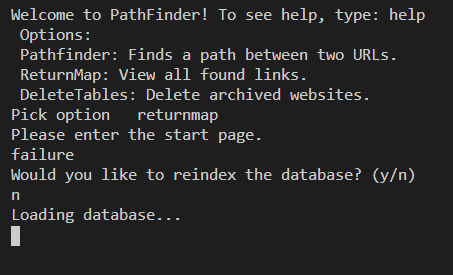 Welcome to PathFinder! To see help, type: help
Options:
Pathfinder: Finds a path between two URLs.
ReturnMap: View all found links.
DeleteTables: Delete archived websites.
Pick option   returnmap
Please enter the start page.
failure
Would you like to reindex the database? (y/n)
n
Loading database...